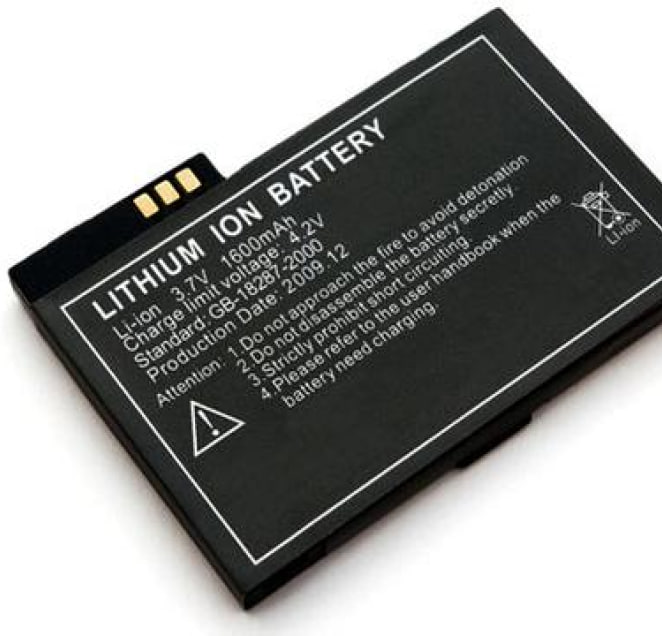 LITHIUM ION BATTERY
Li-ion 3.7V 1600mAh
Charge limit voltage: 4.2V
Standard: GB-18287-2000
Production Date: 2009.12
Attention: 1.Do not approach the fire to avoid detonation
2.Do not disassemble the battery secretly.
3.Strictly prohibit short circuiting.
4.Please refer to the user handbook when the
battery need charging.
Li-ion